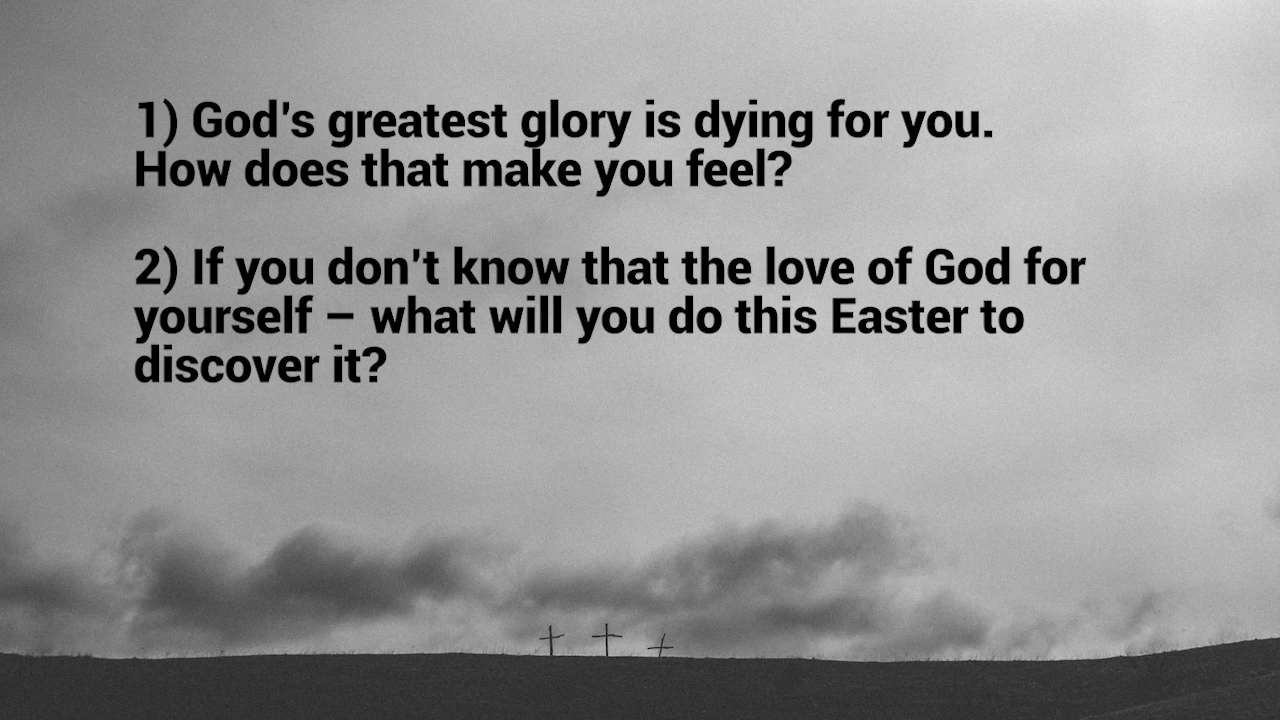 1) God's greatest glory is dying for you.
How does that make you feel?
2) If you don't know that the love of God for
yourself – what will you do this Easter to
discover it?